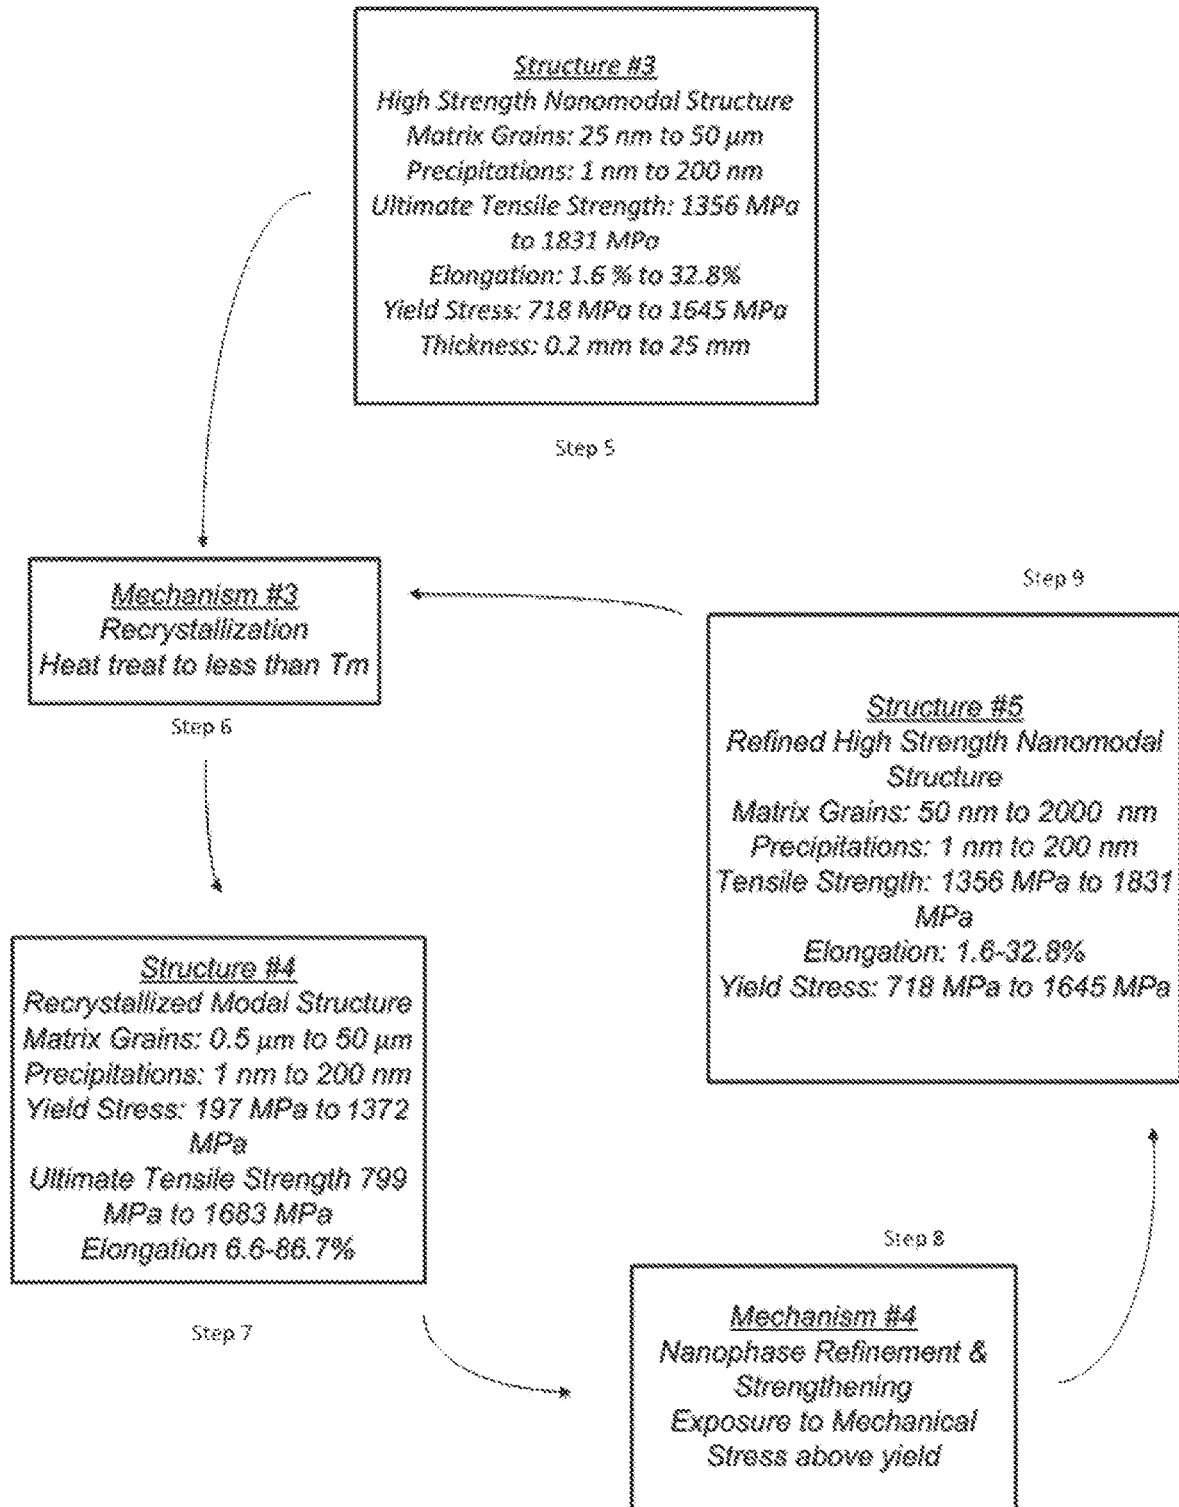 Structure #3
High Strength Nanomodal Structure
Matrix Grains: 25 nm to 50 µm
Precipitations: 1 nm to 200 nm
Ultimate Tensile Strength: 1356 MPa
to 1831 MPa
Elongation: 1.6 % to 32.8%
Yield Stress: 718 MPa to 1645 MPa
Thickness: 0.2 mm to 25 mm
Step 5
Mechanism #3
Recrystallization
Heat treat to less than Tm
Step 6
Structure #4
Recrystallized Modal Structure
Matrix Grains: 0.5 µm to 50 µm
Precipitations: 1 nm to 200 nm
Yield Stress: 197 MPa to 1372
MPa
Ultimate Tensile Strength 799
MPa to 1683 MPa
Elongation 6.6-86.7%
Step 7
Step 8
Mechanism #4
Nanophase Refinement &
Strengthening
Exposure to Mechanical
Stress above yield
Step 9
Structure #5
Refined High Strength Nanomodal
Structure
Matrix Grains: 50 nm to 2000 nm
Precipitations: 1 nm to 200 nm
Tensile Strength: 1356 MPa to 1831
MPa
Elongation: 1.6-32.8%
Yield Stress: 718 MPa to 1645 MPa